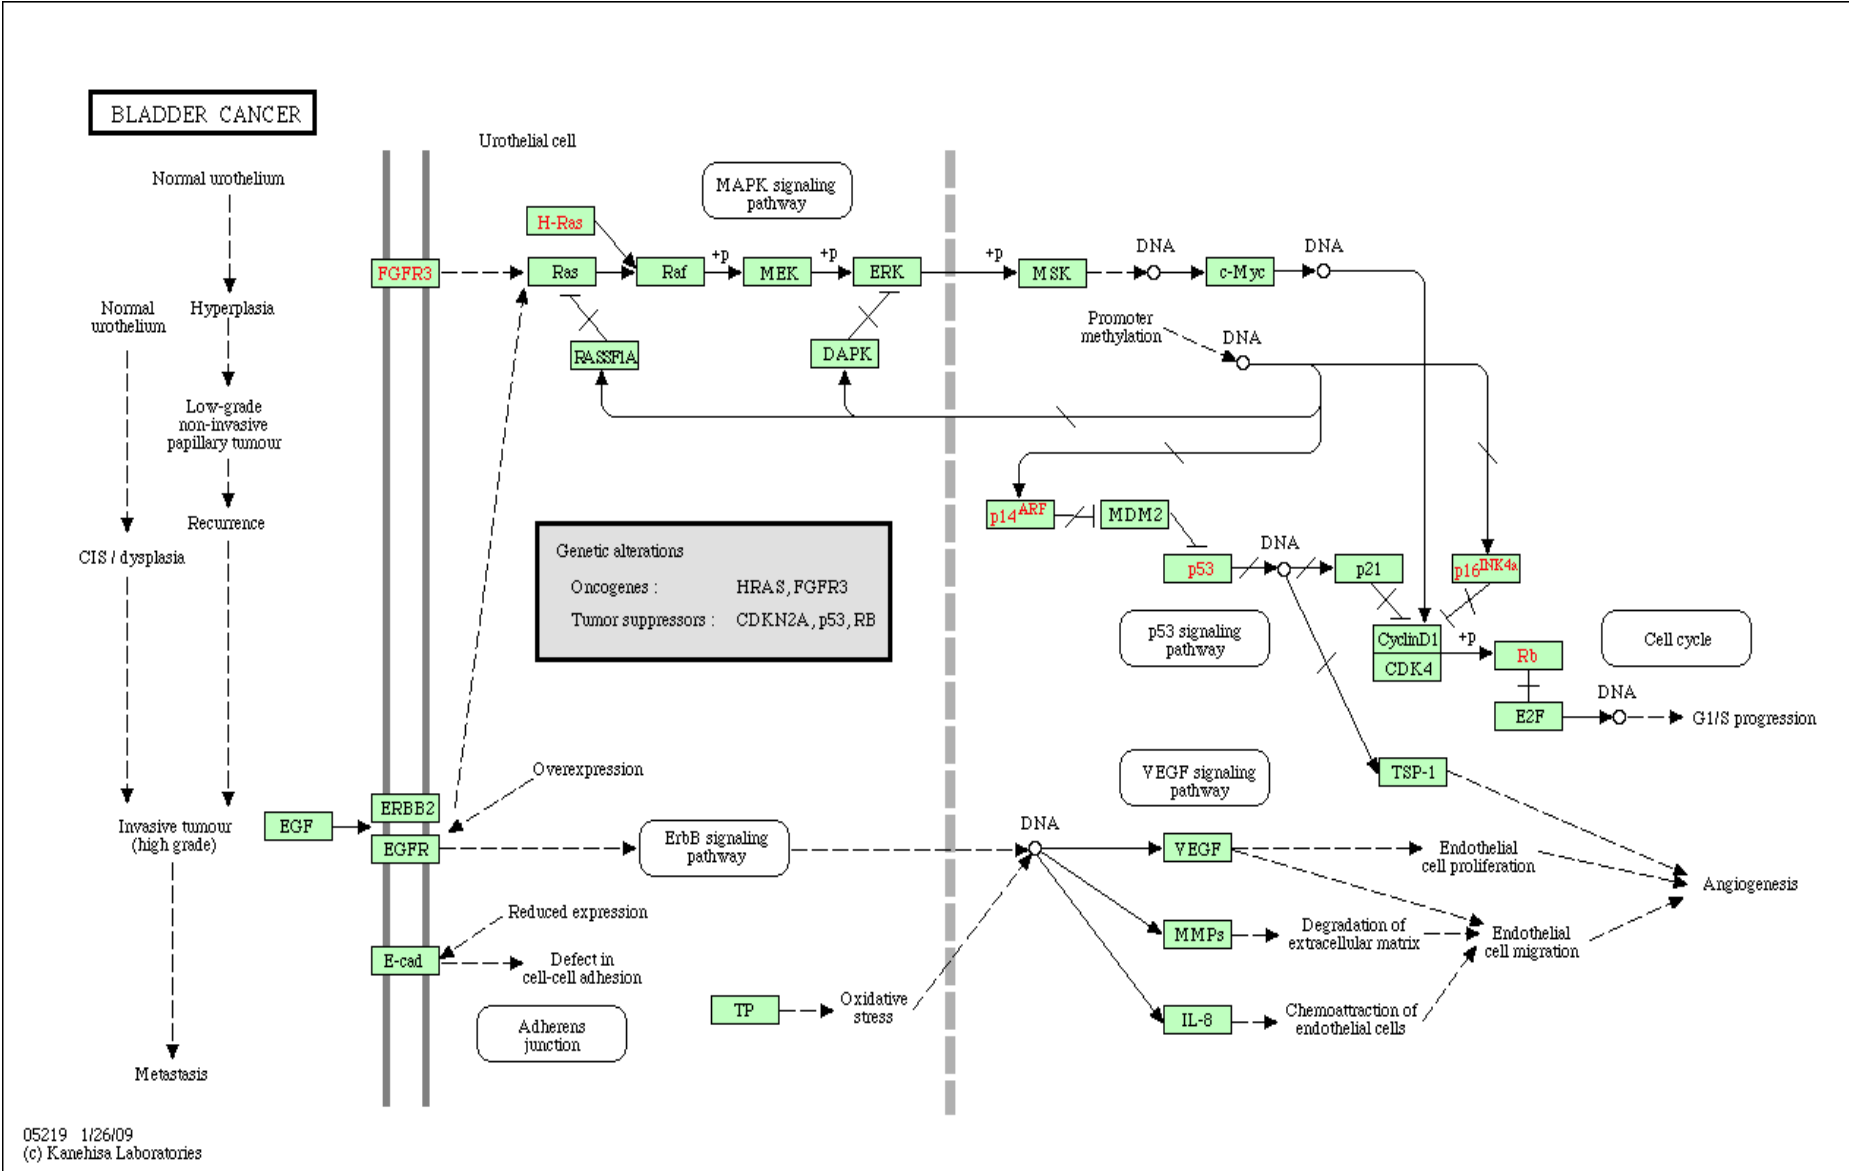 BLADDER CANCER
Urothelial cell
Normal urothelium
MAPK signaling
pathway
H-Ras
FGFR3
Ras
Raf
+p
MEK
+p
ERK
+p
MSK
DNA
c-Myc
DNA
Normal
urothelium
Hyperplasia
Promoter
methylation
DNA
RASSF1A
DAPK
Low-grade
non-invasive
papillary tumour
Recurrence
CIS / dysplasia
p14ARF
MDM2
p53
DNA
p21
p16INK4a
Genetic alterations
Oncogenes : HRAS, FGFR3
Tumor suppressors : CDKN2A, p53, RB
p53 signaling
pathway
CyclinD1
CDK4
+p
Rb
Cell cycle
E2F
DNA
G1/S progression
Overexpression
VEGF signaling
pathway
TSP-1
EGF
ERBB2
EGFR
Invasive tumour
(high grade)
ErbB signaling
pathway
DNA
VEGF
Endothelial
cell proliferation
Angiogenesis
Reduced expression
MMPs
Degradation of
extracellular matrix
Endothelial
cell migration
E-cad
Defect in
cell-cell adhesion
TP
Oxidative
stress
IL-8
Chemoattraction of
endothelial cells
Adherens
junction
Metastasis
05219 1/26/09
(c) Kanehisa Laboratories